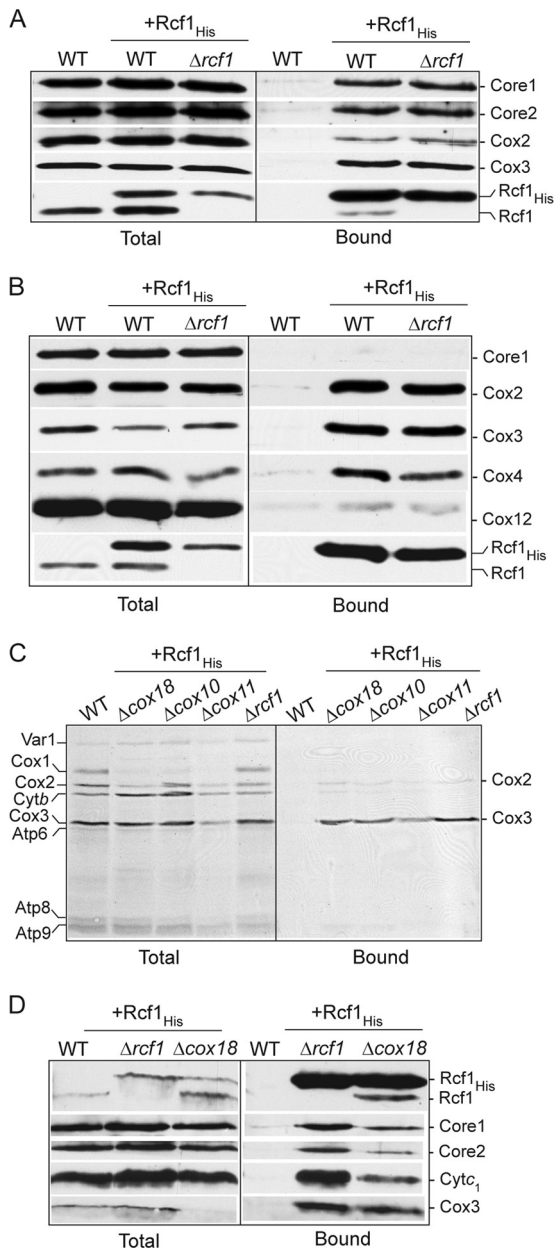 A
+Rcf1His
+Rcf1His
WT WT Δrcf1 WT WT Δrcf1
Core1
Core2
Cox2
Cox3
Rcf1His
Rcf1
Total Bound
B
+Rcf1His
+Rcf1His
WT WT Δrcf1 WT WT Δrcf1
Core1
Cox2
Cox3
Cox4
Cox12
Rcf1His
Rcf1
Total Bound
C
+Rcf1His
+Rcf1His
WT Δcox18 Δcox10 Δcox11 Δrcf1 WT Δcox18 Δcox10 Δcox11 Δrcf1
Var1
Cox1
Cox2 Cox2
Cytb
Cox3 Cox3
Atp6
Atp8
Atp9
Total Bound
D
+Rcf1His
+Rcf1His
WT Δrcf1 Δcox18 WT Δrcf1 Δcox18
Rcf1His
Rcf1
Core1
Core2
Cytc1
Cox3
Total Bound